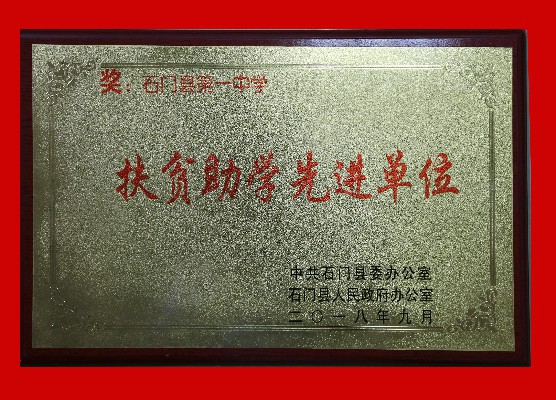 奖：石门县第一中学
扶贫助学先进单位
中共石门县委办公室
石门县人民政府办公室
二〇一八年九月